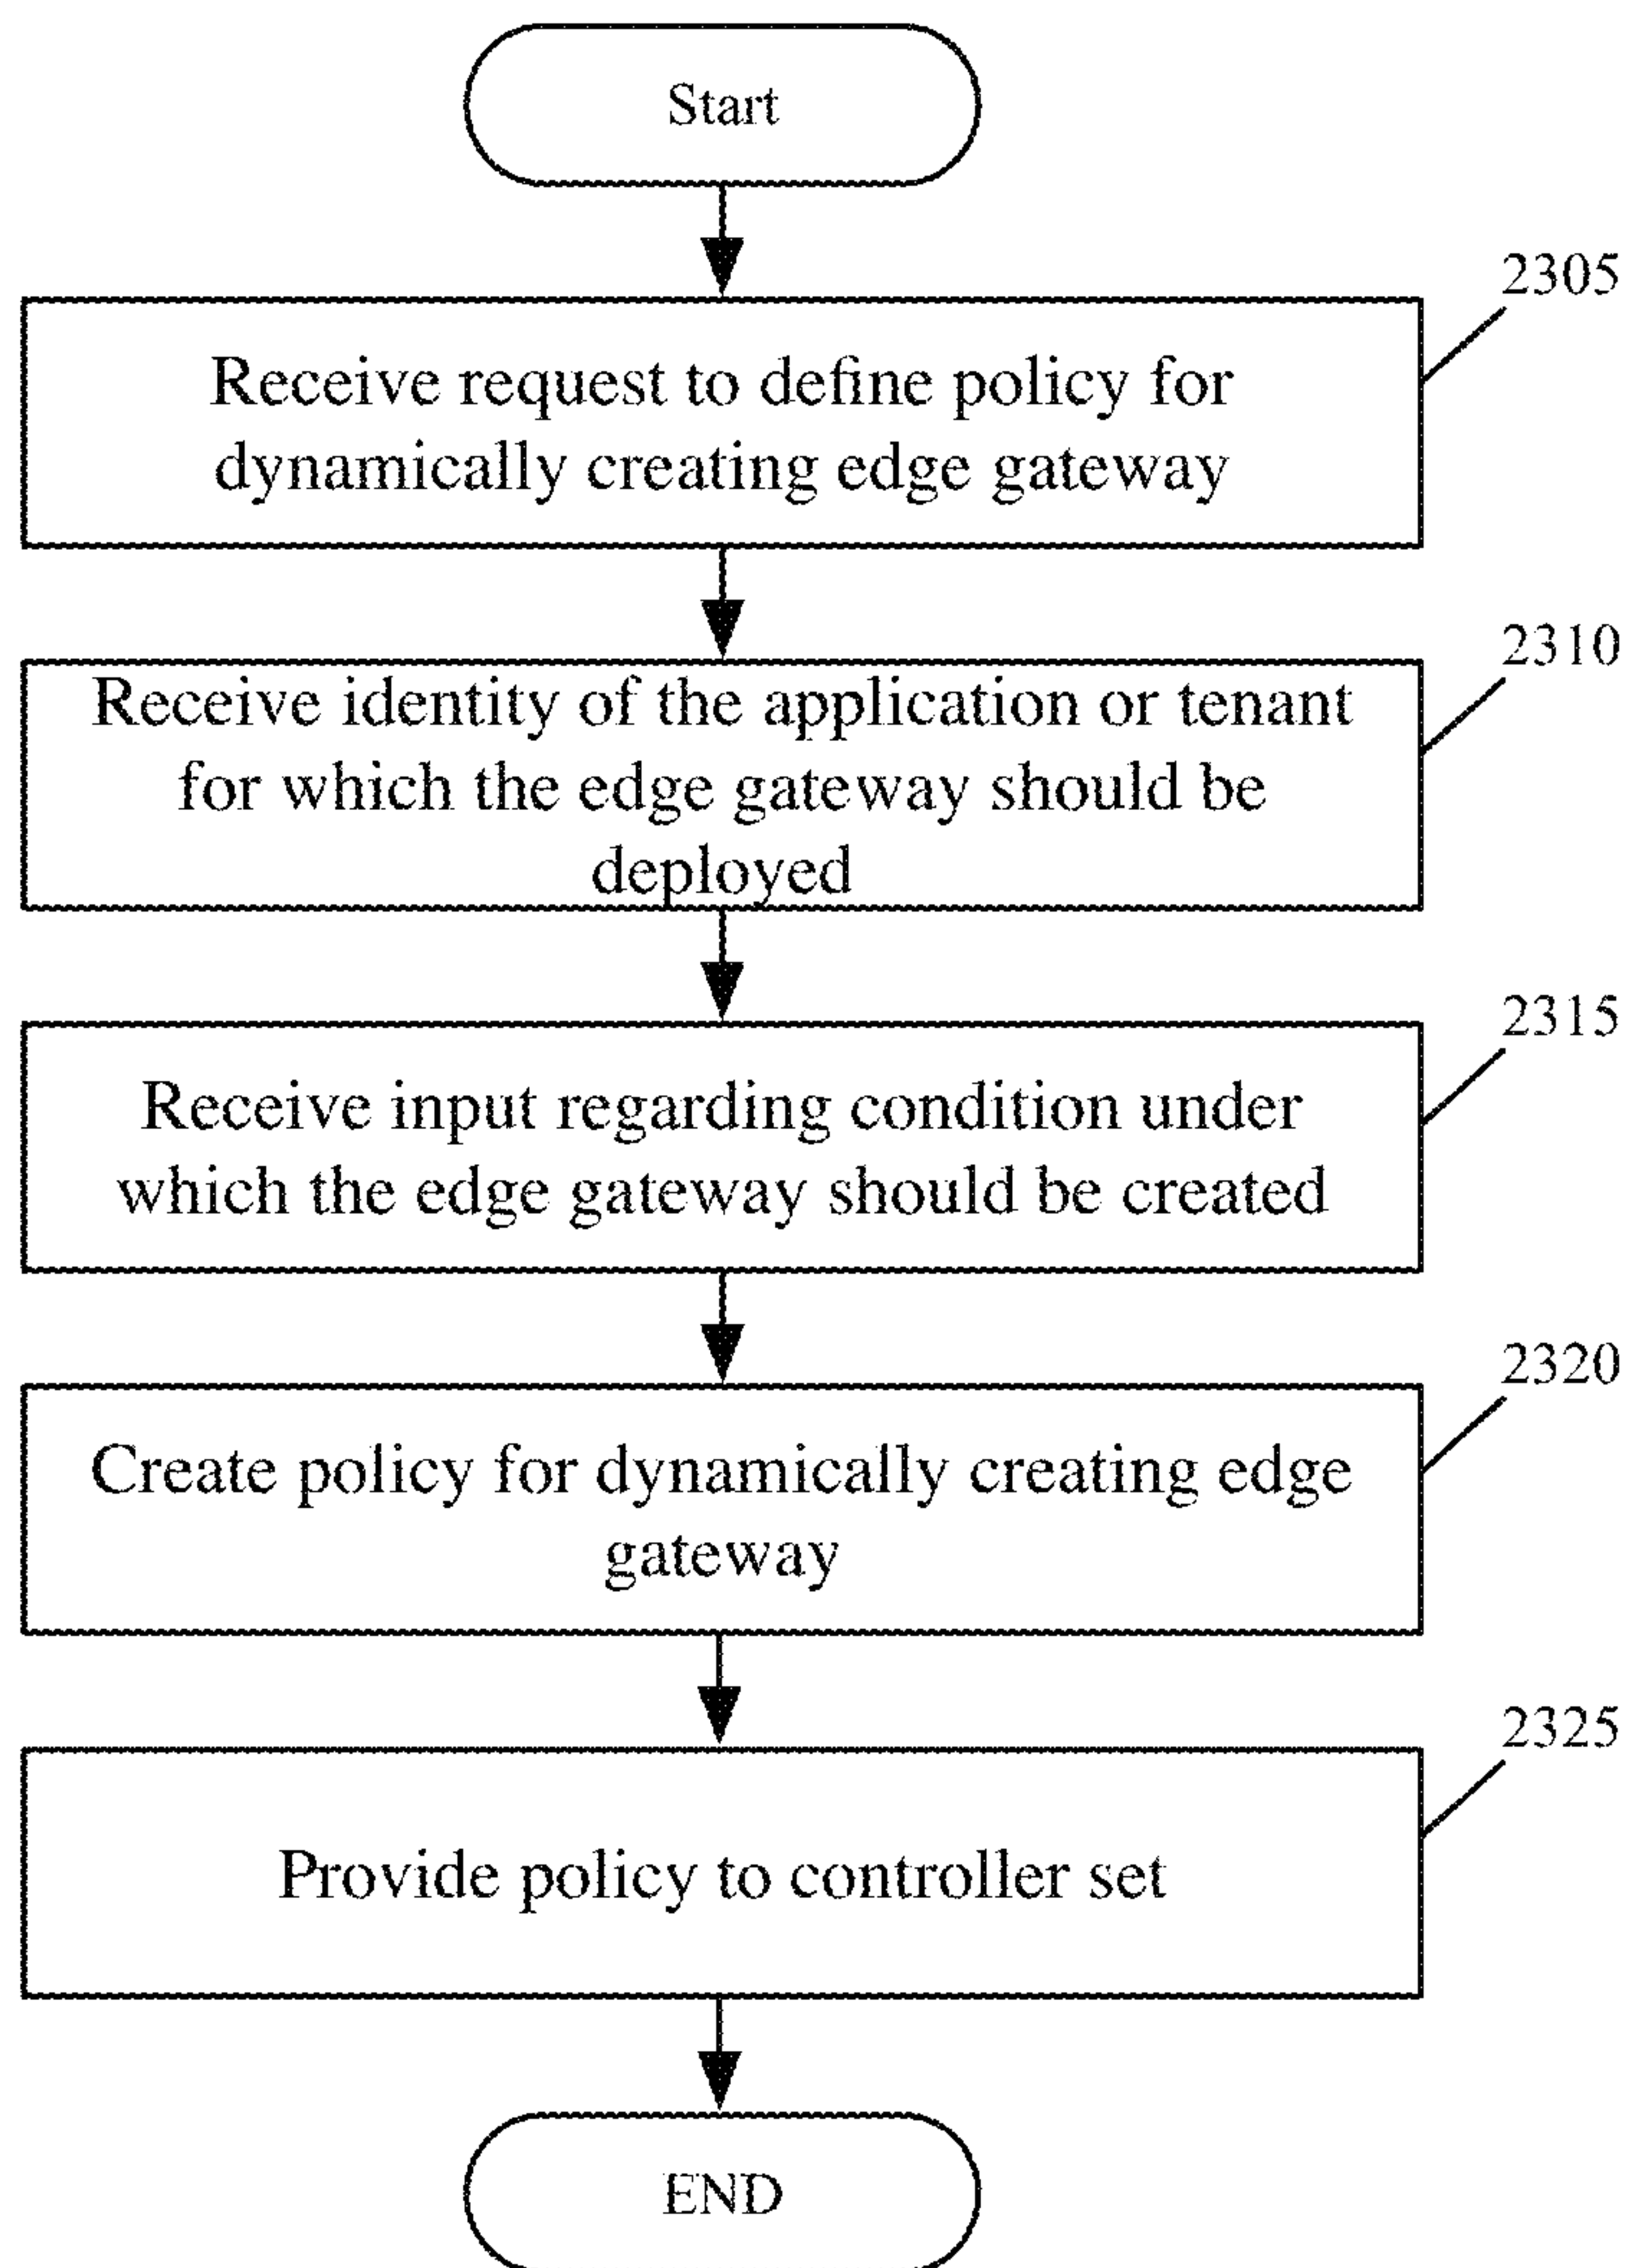 Start
2305
Receive request to define policy for
dynamically creating edge gateway
2310
Receive identity of the application or tenant
for which the edge gateway should be
deployed
2315
Receive input regarding condition under
which the edge gateway should be created
2320
Create policy for dynamically creating edge
gateway
2325
Provide policy to controller set
END